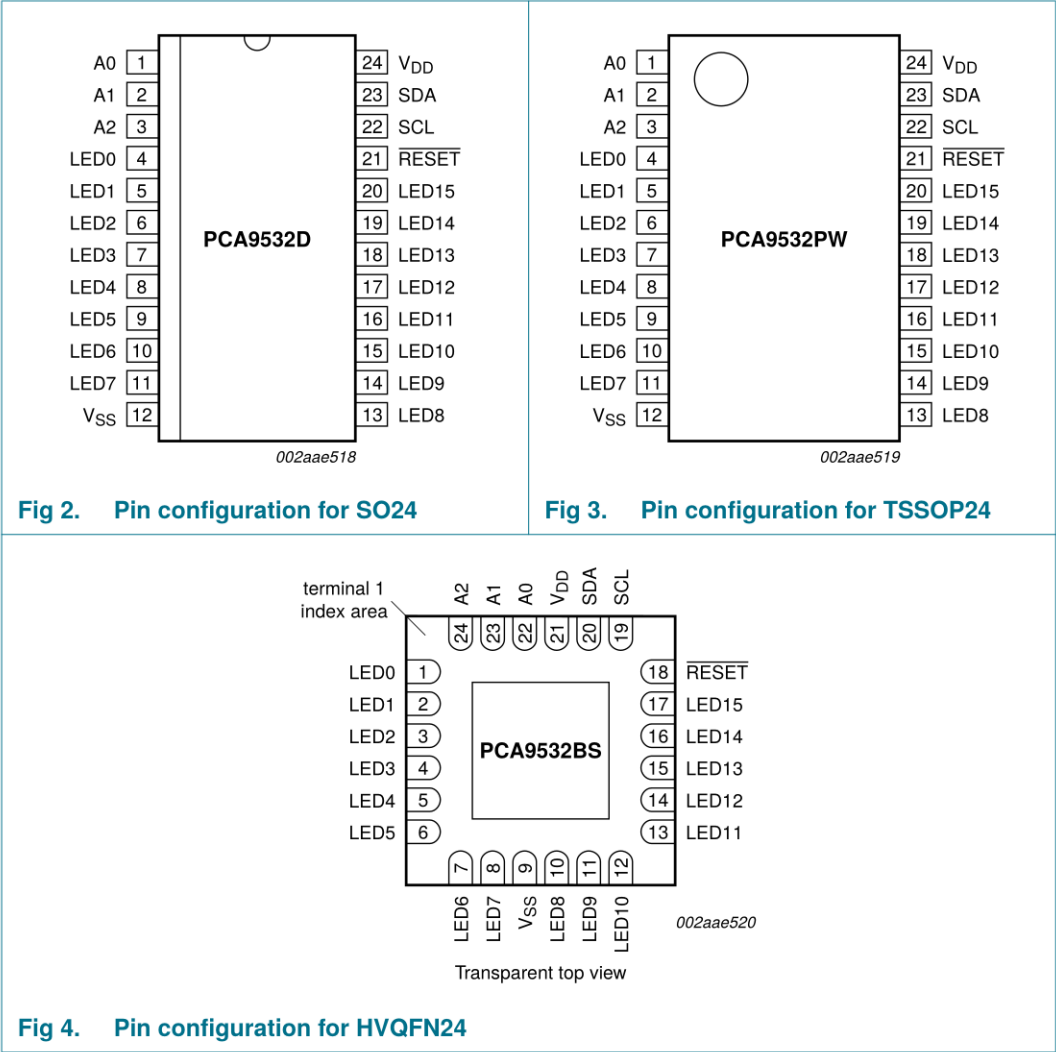 A0 1 24 VDD
A1 2 23 SDA
A2 3 22 SCL
LED0 4 21 RESET
LED1 5 20 LED15
LED2 6 19 LED14
PCA9532D
LED3 7 18 LED13
LED4 8 17 LED12
LED5 9 16 LED11
LED6 10 15 LED10
LED7 11 14 LED9
VSS 12 13 LED8
002aae518
Fig 2. Pin configuration for SO24
A0 1 24 VDD
A1 2 23 SDA
A2 3 22 SCL
LED0 4 21 RESET
LED1 5 20 LED15
LED2 6 19 LED14
PCA9532PW
LED3 7 18 LED13
LED4 8 17 LED12
LED5 9 16 LED11
LED6 10 15 LED10
LED7 11 14 LED9
VSS 12 13 LED8
002aae519
Fig 3. Pin configuration for TSSOP24
terminal 1
index area
A2 A1 A0 VDD SDA SCL
24 23 22 21 20 19
LED0 1 18 RESET
LED1 2 17 LED15
LED2 3 16 LED14
PCA9532BS
LED3 4 15 LED13
LED4 5 14 LED12
LED5 6 13 LED11
7 8 9 10 11 12
LED6 LED7 VSS LED8 LED9 LED10
002aae520
Transparent top view
Fig 4. Pin configuration for HVQFN24